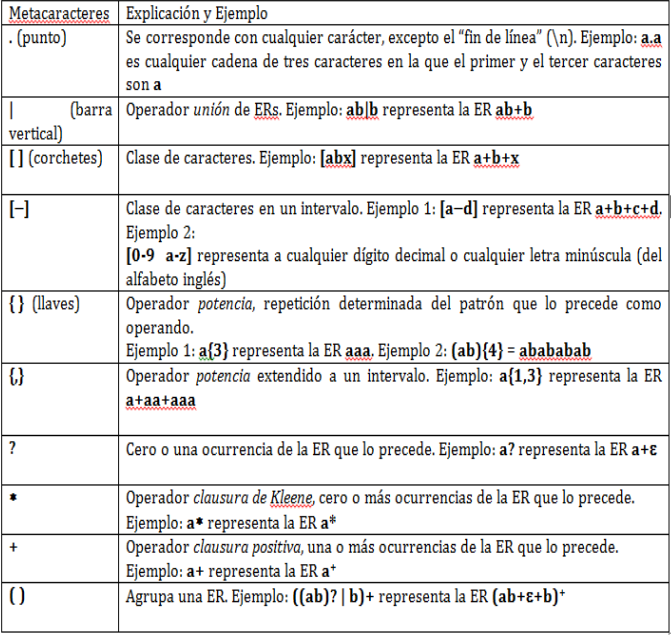 Metacaracteres Explicación y Ejemplo
. (punto) Se corresponde con cualquier carácter, excepto el “fin de línea” (\n). Ejemplo: a.a
es cualquier cadena de tres caracteres en la que el primer y el tercer caracteres
son a
| (barra Operador unión de ERs. Ejemplo: ab|b representa la ER ab+b
vertical)
[ ] (corchetes) Clase de caracteres. Ejemplo: [abx] representa la ER a+b+x
[–] Clase de caracteres en un intervalo. Ejemplo 1: [a–d] representa la ER a+b+c+d.
Ejemplo 2:
[0-9 a-z] representa a cualquier dígito decimal o cualquier letra minúscula (del
alfabeto inglés)
{ } (llaves) Operador potencia, repetición determinada del patrón que lo precede como
operando.
Ejemplo 1: a{3} representa la ER aaa. Ejemplo 2: (ab){4} = abababab
{,} Operador potencia extendido a un intervalo. Ejemplo: a{1,3} representa la ER
a+aa+aaa
? Cero o una ocurrencia de la ER que lo precede. Ejemplo: a? representa la ER a+ε
* Operador clausura de Kleene, cero o más ocurrencias de la ER que lo precede.
Ejemplo: a* representa la ER a*
+ Operador clausura positiva, una o más ocurrencias de la ER que lo precede.
Ejemplo: a+ representa la ER a⁺
( ) Agrupa una ER. Ejemplo: ((ab)? | b)+ representa la ER (ab+ε+b)⁺